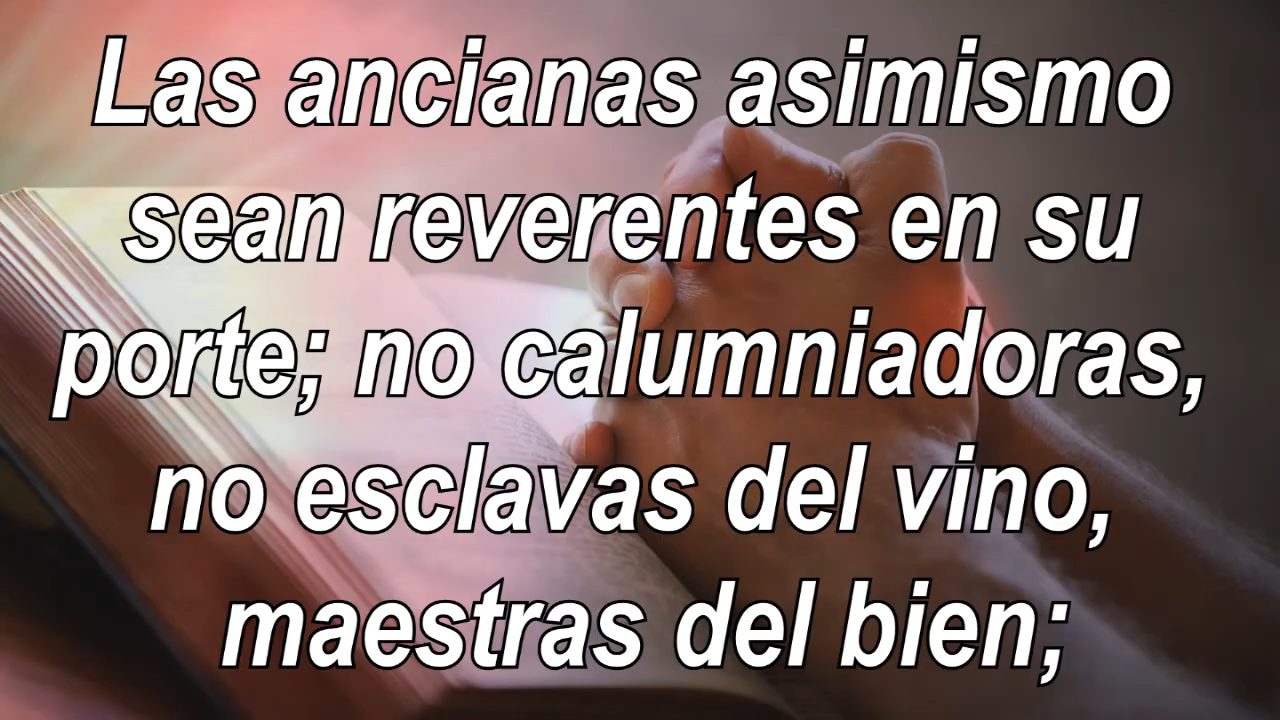 Las ancianas asimismo
sean reverentes en su
porte; no calumniadoras,
no esclavas del vino,
maestras del bien;